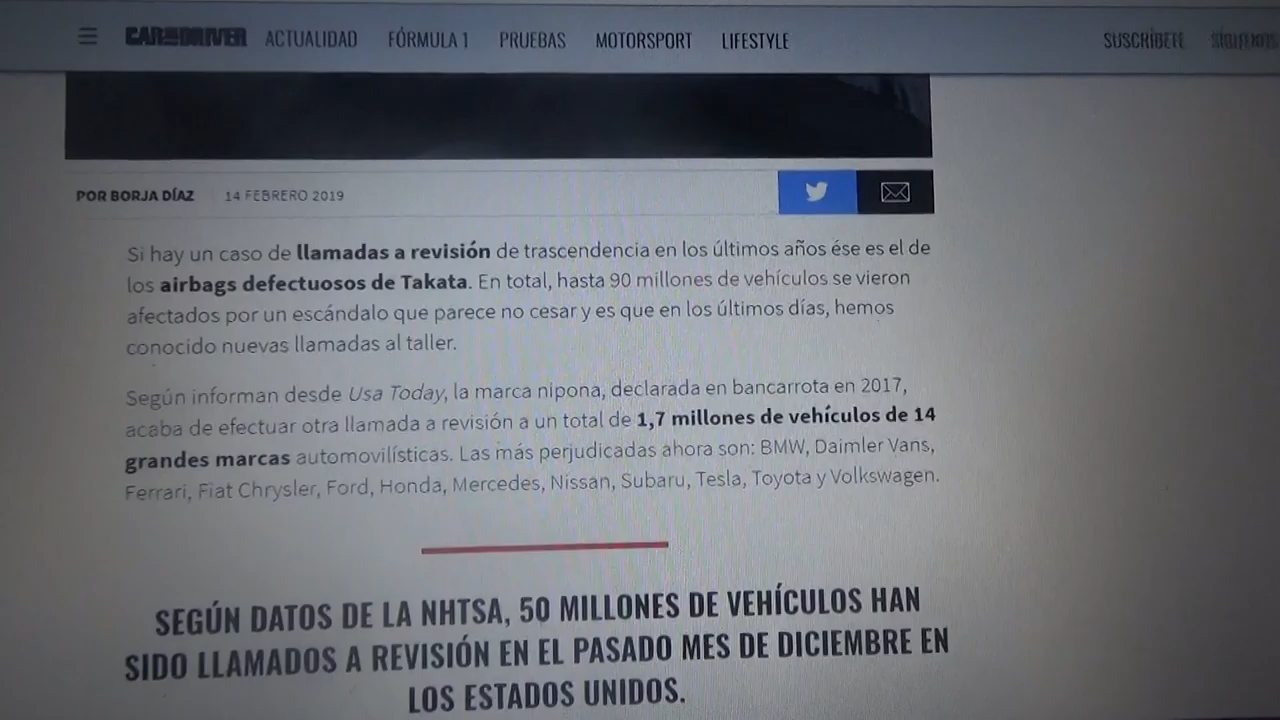 CAR AND DRIVER ACTUALIDAD FÓRMULA 1 PRUEBAS MOTORSPORT LIFESTYLE SUSCRÍBETE SÍGUENOS
POR BORJA DÍAZ 14 FEBRERO 2019
Si hay un caso de llamadas a revisión de trascendencia en los últimos años ése es el de
los airbags defectuosos de Takata. En total, hasta 90 millones de vehículos se vieron
afectados por un escándalo que parece no cesar y es que en los últimos días, hemos
conocido nuevas llamadas al taller.
Según informan desde Usa Today, la marca nipona, declarada en bancarrota en 2017,
acaba de efectuar otra llamada a revisión a un total de 1,7 millones de vehículos de 14
grandes marcas automovilísticas. Las más perjudicadas ahora son: BMW, Daimler Vans,
Ferrari, Fiat Chrysler, Ford, Honda, Mercedes, Nissan, Subaru, Tesla, Toyota y Volkswagen.
SEGÚN DATOS DE LA NHTSA, 50 MILLONES DE VEHÍCULOS HAN
SIDO LLAMADOS A REVISIÓN EN EL PASADO MES DE DICIEMBRE EN
LOS ESTADOS UNIDOS.